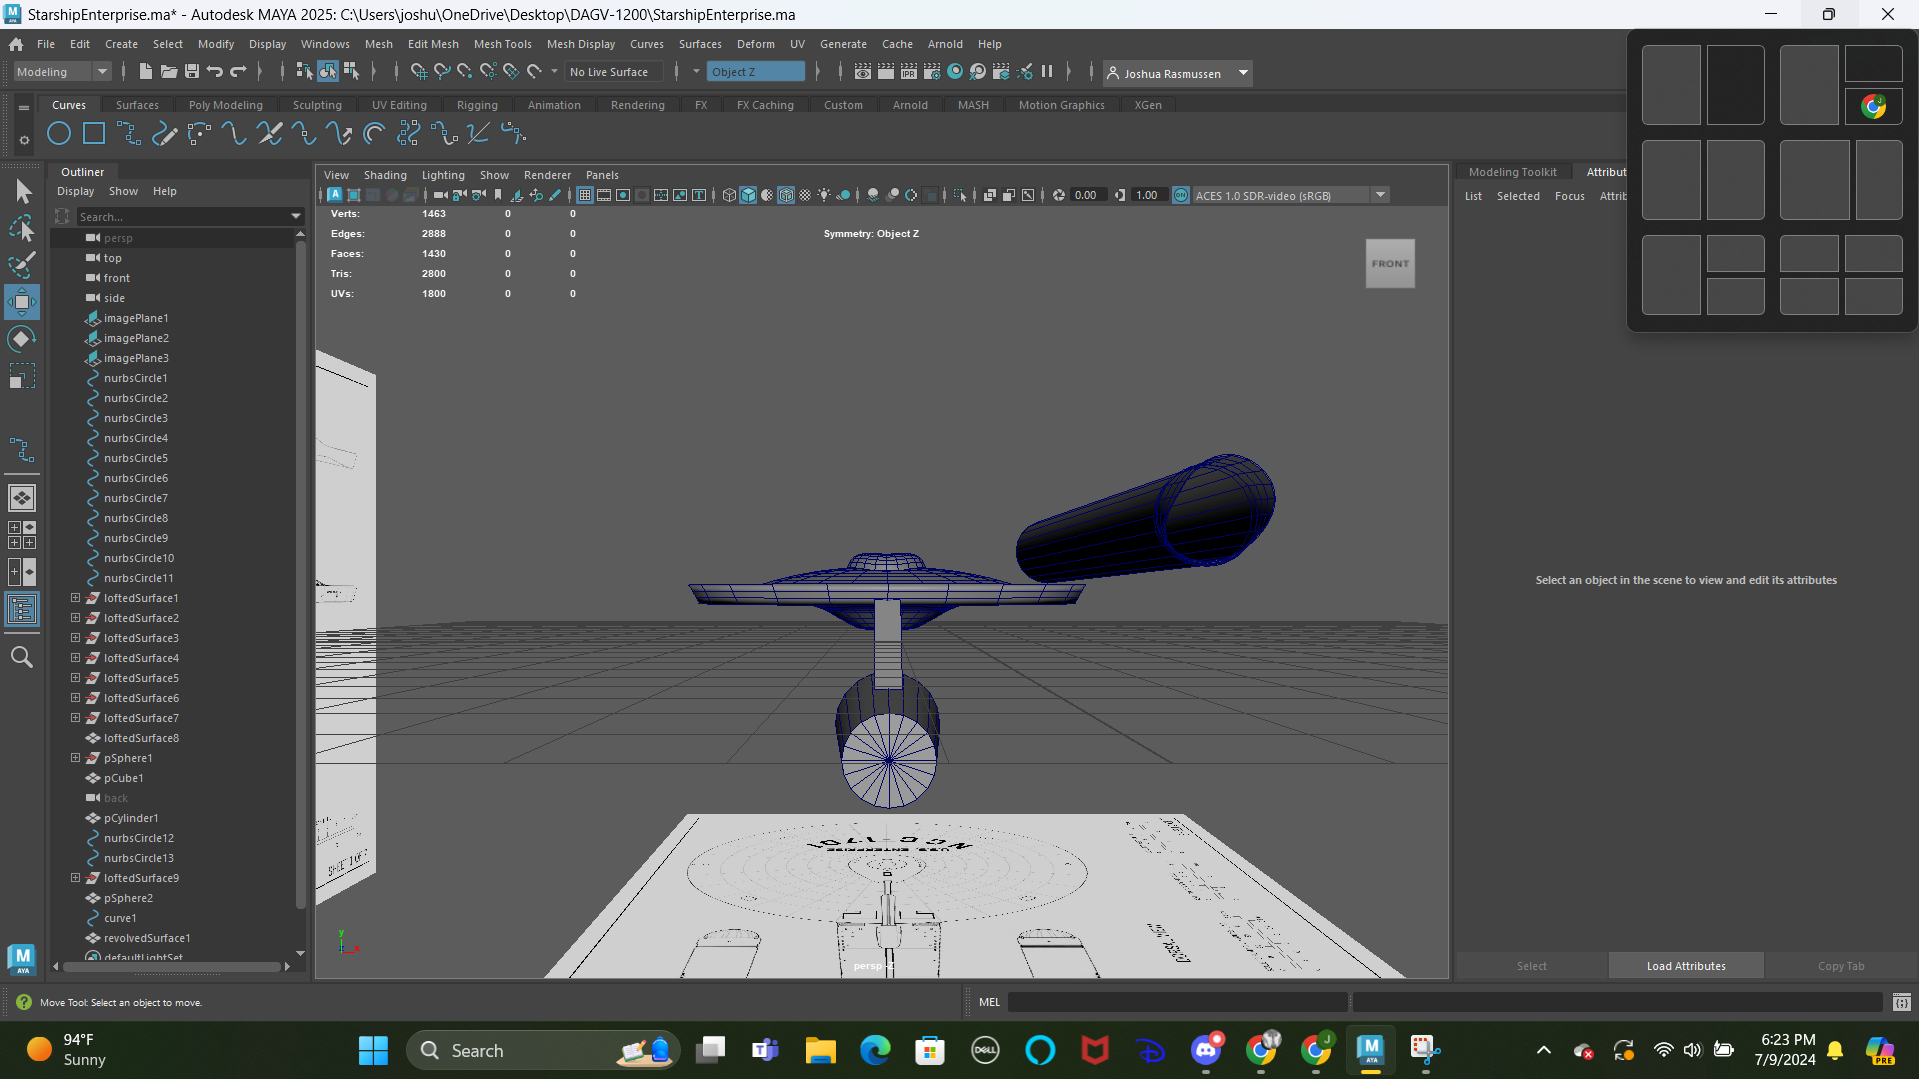 StarshipEnterprise.ma* - Autodesk MAYA 2025: C:\Users\joshu\OneDrive\Desktop\DAGV-1200\StarshipEnterprise.ma
File Edit Create Select Modify Display Windows Mesh Edit Mesh Mesh Tools Mesh Display Curves Surfaces Deform UV Generate Cache Arnold Help
Modeling No Live Surface Object Z Joshua Rasmussen
Curves Surfaces Poly Modeling Sculpting UV Editing Rigging Animation Rendering FX FX Caching Custom Arnold MASH Motion Graphics XGen
Outliner
Display Show Help
Search...
persp
top
front
side
imagePlane1
imagePlane2
imagePlane3
nurbsCircle1
nurbsCircle2
nurbsCircle3
nurbsCircle4
nurbsCircle5
nurbsCircle6
nurbsCircle7
nurbsCircle8
nurbsCircle9
nurbsCircle10
nurbsCircle11
loftedSurface1
loftedSurface2
loftedSurface3
loftedSurface4
loftedSurface5
loftedSurface6
loftedSurface7
loftedSurface8
pSphere1
pCube1
back
pCylinder1
nurbsCircle12
nurbsCircle13
loftedSurface9
pSphere2
curve1
revolvedSurface1
defaultLightSet
View Shading Lighting Show Renderer Panels
0.00 1.00 ACES 1.0 SDR-video (sRGB)
Verts: 1463 0 0
Edges: 2888 0 0
Faces: 1430 0 0
Tris: 2800 0 0
UVs: 1800 0 0
Symmetry: Object Z
FRONT
SHEET 1 OF 2
U.S.S. ENTERPRISE
persp -Z
y
x
Modeling Toolkit Attribut
List Selected Focus Attrib
Select an object in the scene to view and edit its attributes
Select Load Attributes Copy Tab
Move Tool: Select an object to move.
MEL
94°F
Sunny
Search
6:23 PM
7/9/2024